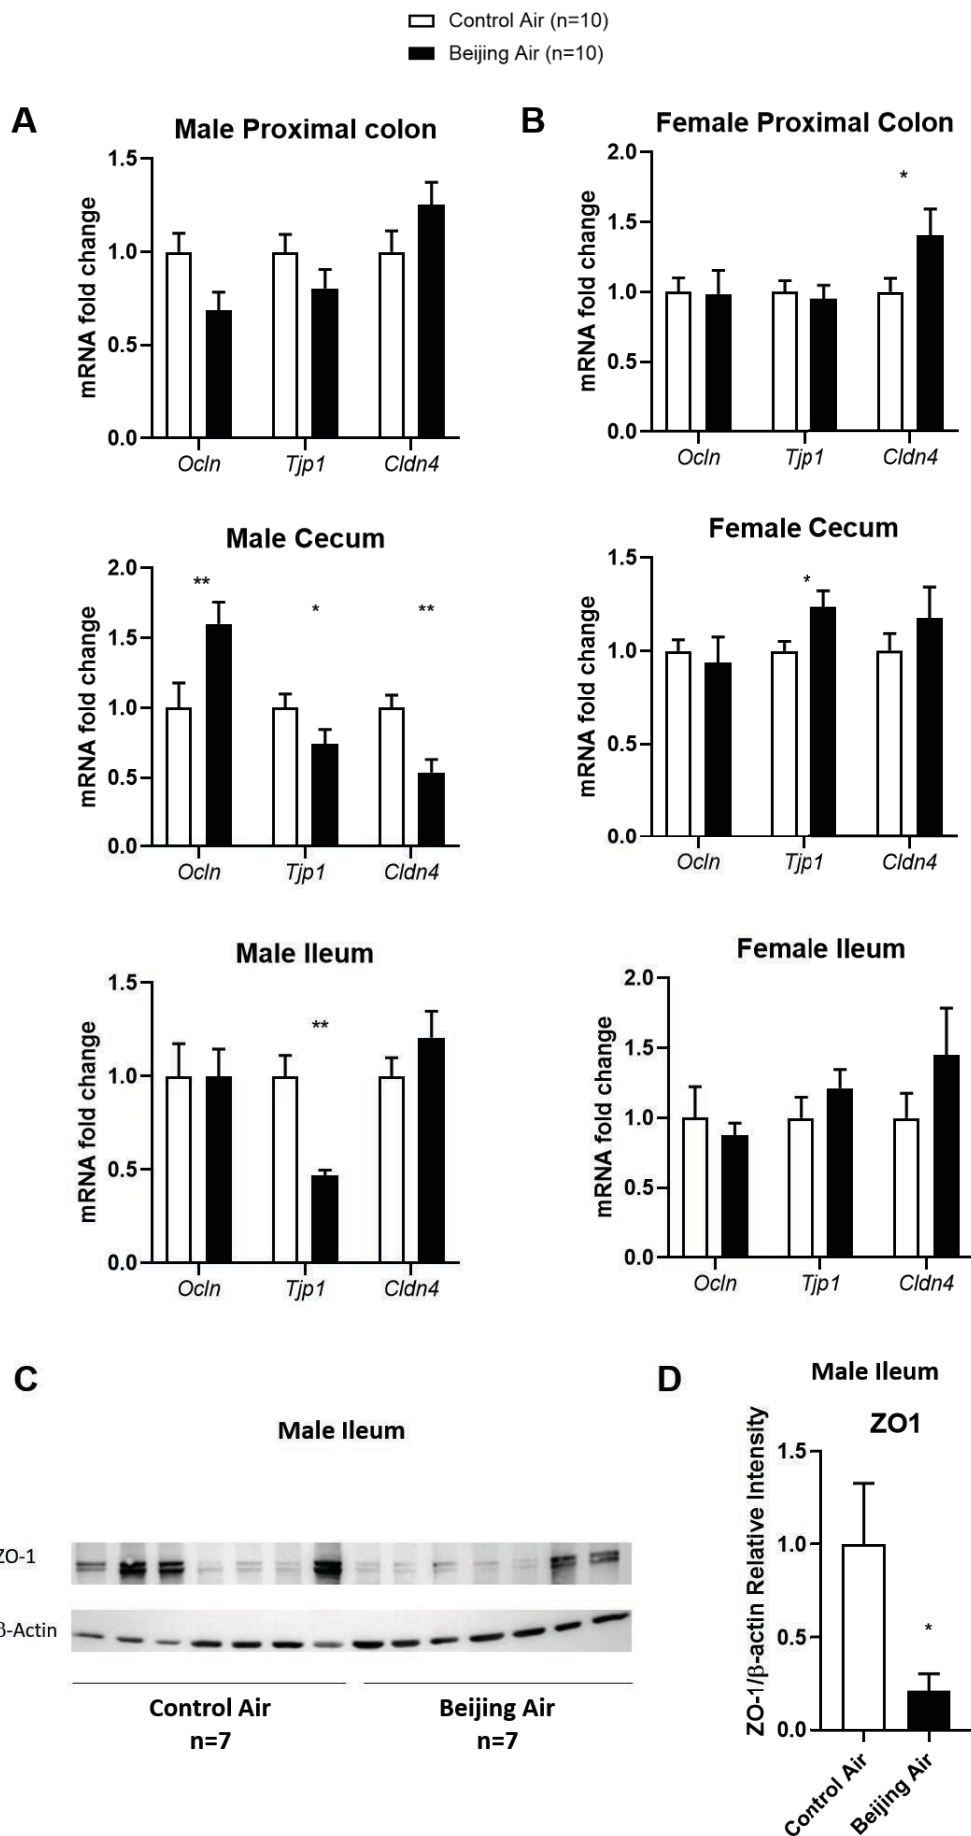 Control Air (n=10)
Beijing Air (n=10)
A
Male Proximal colon
mRNA fold change
1.5
1.0
0.5
0.0
Ocln
Tjp1
Cldn4
B
Female Proximal Colon
mRNA fold change
2.0
1.5
1.0
0.5
0.0
*
Ocln
Tjp1
Cldn4
Male Cecum
mRNA fold change
2.0
1.5
1.0
0.5
0.0
**
*
**
Ocln
Tjp1
Cldn4
Female Cecum
mRNA fold change
1.5
1.0
0.5
0.0
*
Ocln
Tjp1
Cldn4
Male Ileum
mRNA fold change
1.5
1.0
0.5
0.0
**
Ocln
Tjp1
Cldn4
Female Ileum
mRNA fold change
2.0
1.5
1.0
0.5
0.0
Ocln
Tjp1
Cldn4
C
Male Ileum
ZO-1
β-Actin
Control Air
n=7
Beijing Air
n=7
D
Male Ileum
ZO1
ZO-1/β-actin Relative Intensity
1.5
1.0
0.5
0.0
*
Control Air
Beijing Air